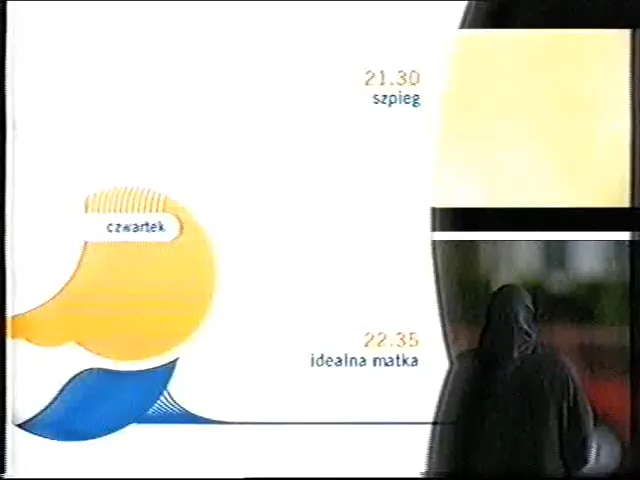 21.30
szpieg
czwartek
22.35
idealna matka